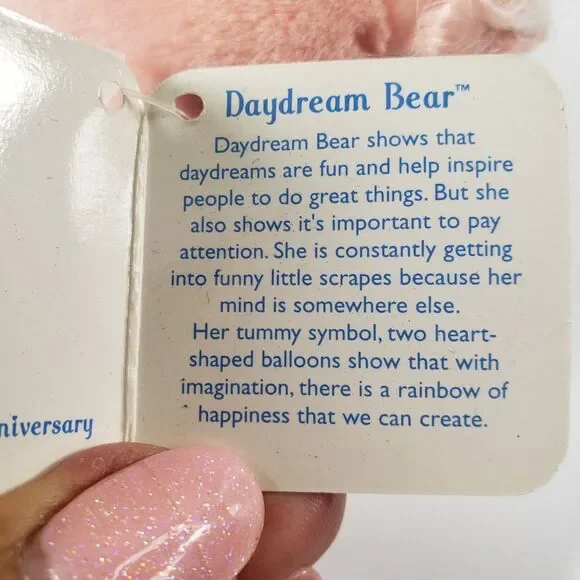 Daydream Bear™
Daydream Bear shows that
daydreams are fun and help inspire
people to do great things. But she
also shows it's important to pay
attention. She is constantly getting
into funny little scrapes because her
mind is somewhere else.
Her tummy symbol, two heart-
shaped balloons show that with
imagination, there is a rainbow of
happiness that we can create.
niversary